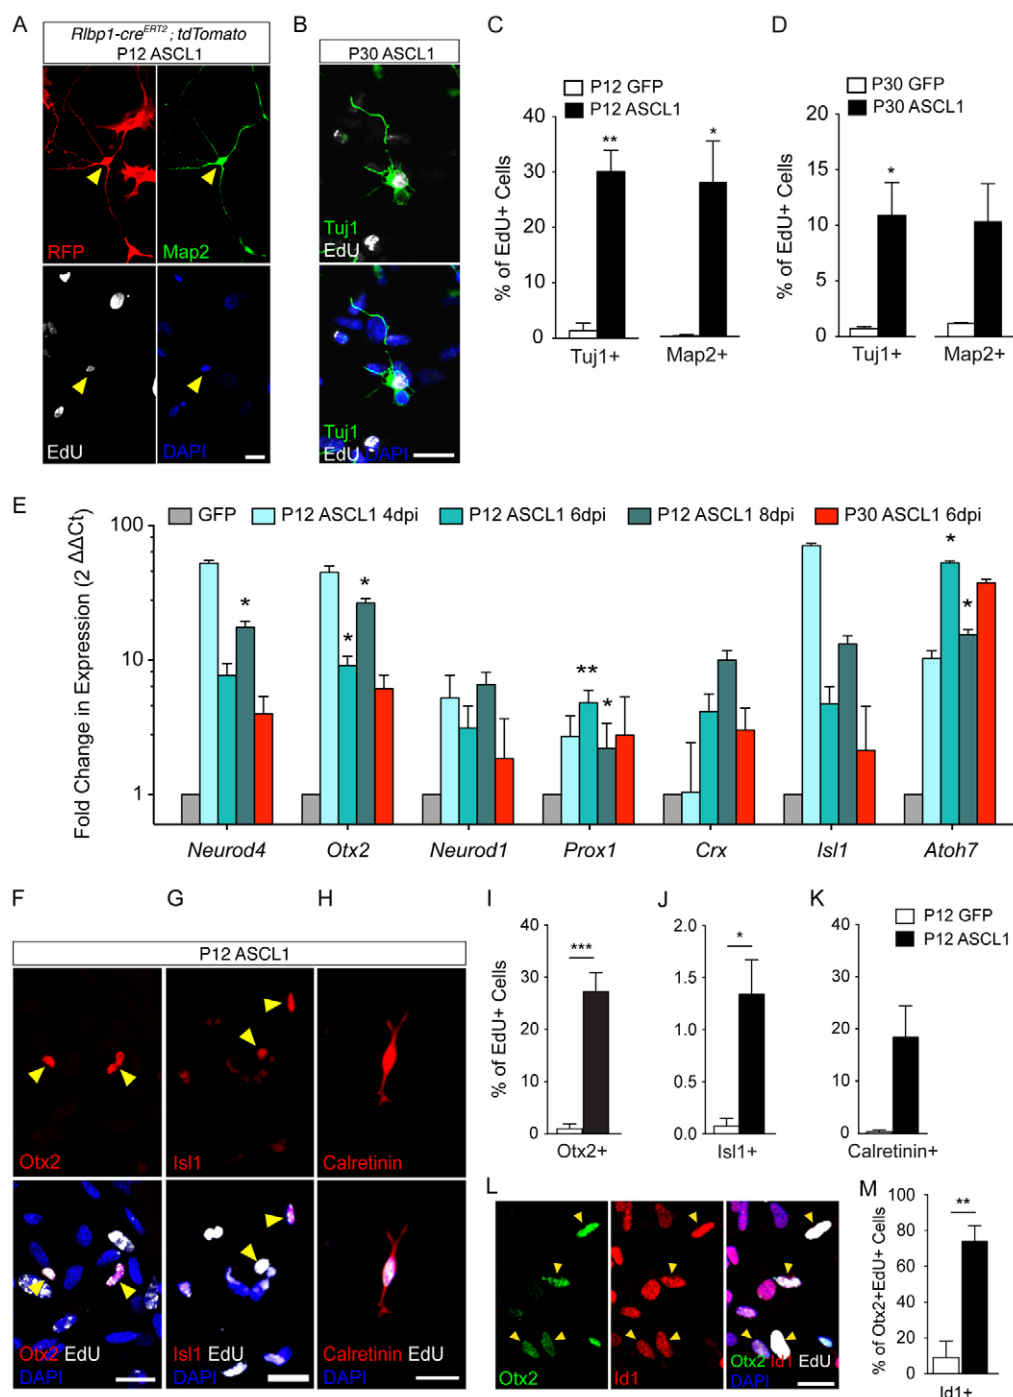 A
Rlbp1-creERT2; tdTomato
P12 ASCL1
RFP
Map2
EdU
DAPI
B
P30 ASCL1
Tuj1
EdU
Tuj1
EdU DAPI
C
P12 GFP
P12 ASCL1
% of EdU+ Cells
40
30
20
10
0
**
*
Tuj1+
Map2+
D
P30 GFP
P30 ASCL1
% of EdU+ Cells
20
15
10
5
0
*
Tuj1+
Map2+
E
GFP
P12 ASCL1 4dpi
P12 ASCL1 6dpi
P12 ASCL1 8dpi
P30 ASCL1 6dpi
Fold Change in Expression (2 ΔΔCt)
100
10
1
*
*
*
**
*
*
*
Neurod4
Otx2
Neurod1
Prox1
Crx
Isl1
Atoh7
F
G
H
P12 ASCL1
Otx2
Isl1
Calretinin
Otx2 EdU
DAPI
Isl1 EdU
DAPI
Calretinin EdU
DAPI
I
% of EdU+ Cells
40
30
20
10
0
***
Otx2+
J
2.0
1.5
1.0
0.5
0.0
*
Isl1+
K
P12 GFP
P12 ASCL1
40
30
20
10
0
Calretinin+
L
Otx2
Id1
Otx2 Id1 EdU
DAPI
M
% of Otx2+EdU+ Cells
100
80
60
40
20
0
**
Id1+